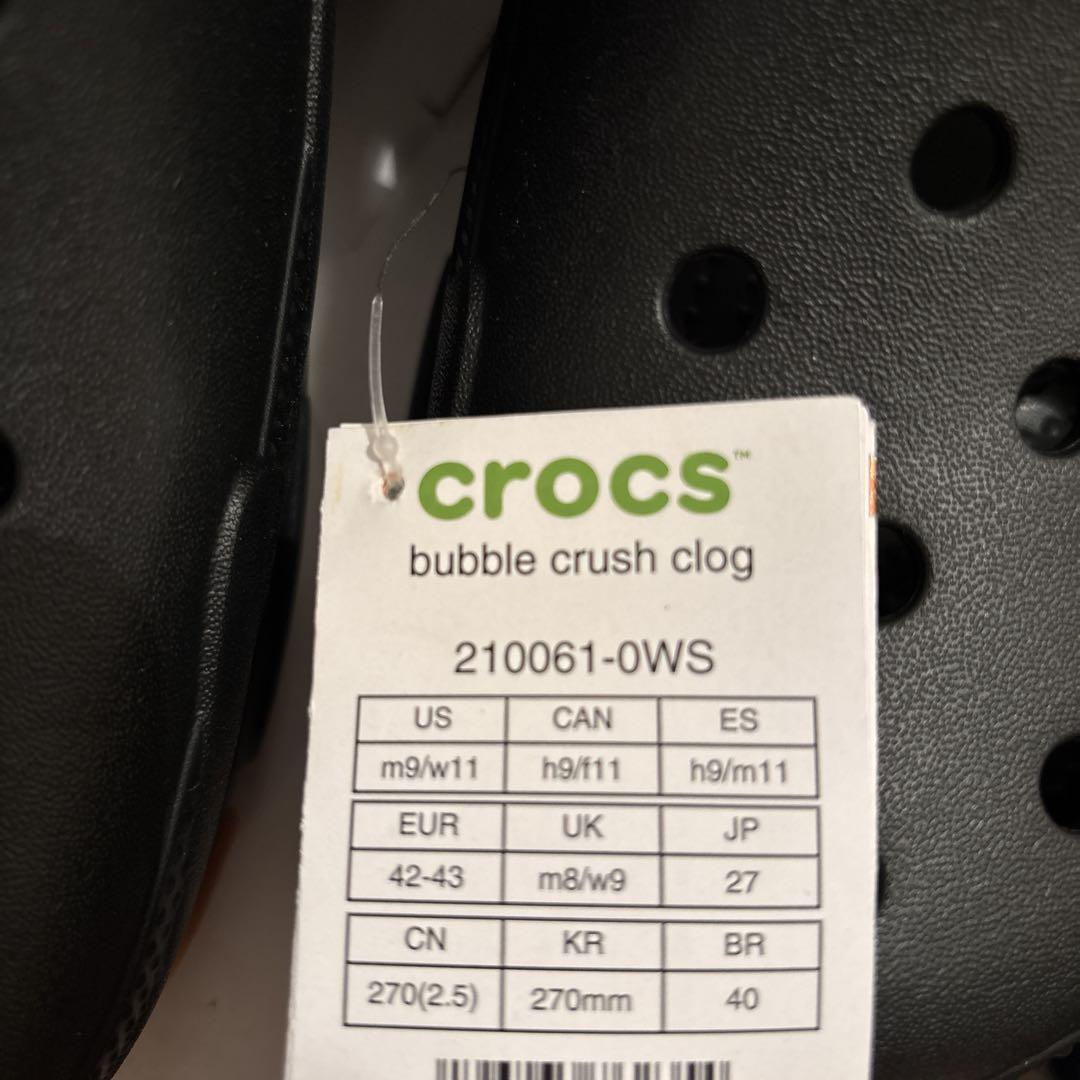 crocs™
bubble crush clog
210061-0WS
US CAN ES
m9/w11 h9/f11 h9/m11
EUR UK JP
42-43 m8/w9 27
CN KR BR
270(2.5) 270mm 40